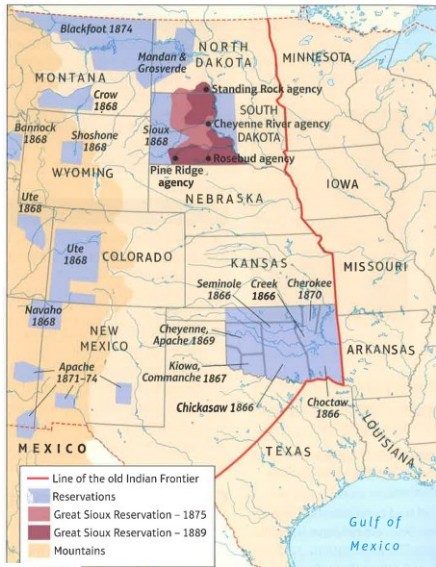 Blackfoot 1874
NORTH
DAKOTA
Mandan &
Grosverde
MINNESOTA
MONTANA
Standing Rock agency
Crow
1868
SOUTH
DAKOTA
Cheyenne River agency
Bannock
1868
Shoshone
1868
Sioux
1868
Rosebud agency
Pine Ridge
agency
WYOMING
IOWA
NEBRASKA
Ute
1868
Ute
1868
COLORADO
KANSAS
MISSOURI
Seminole
1866
Creek
1866
Cherokee
1870
Navaho
1868
NEW
MEXICO
Cheyenne,
Apache 1869
ARKANSAS
Kiowa,
Commanche 1867
Apache
1871–74
Chickasaw 1866
Choctaw
1866
MEXICO
TEXAS
LOUISIANA
Line of the old Indian Frontier
Reservations
Great Sioux Reservation – 1875
Great Sioux Reservation – 1889
Mountains
Gulf of
Mexico